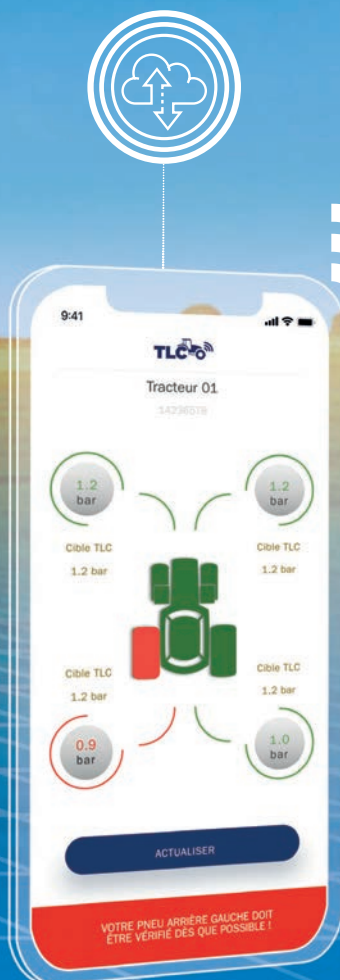 9:41
TLC
Tracteur 01
14236578
1.2
bar
1.2
bar
Cible TLC
1.2 bar
Cible TLC
1.2 bar
Cible TLC
1.2 bar
Cible TLC
1.2 bar
0.9
bar
1.0
bar
ACTUALISER
VOTRE PNEU ARRIÈRE GAUCHE DOIT
ÊTRE VÉRIFIÉ DÈS QUE POSSIBLE !